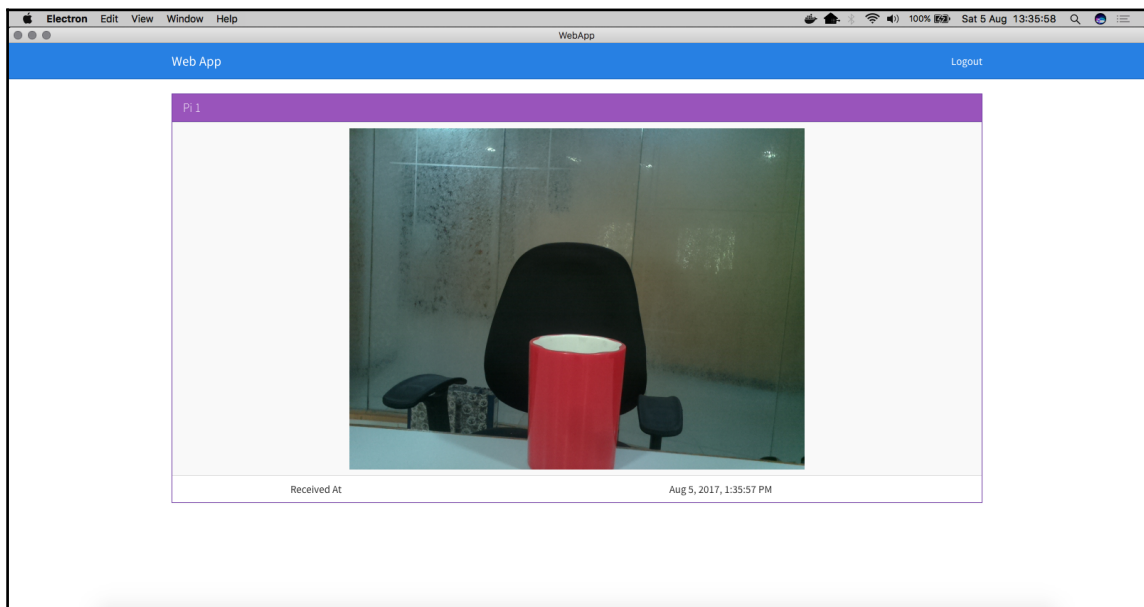 Electron Edit View Window Help 100% Sat 5 Aug 13:35:58
WebApp
Web App Logout
Pi 1
Received At Aug 5, 2017, 1:35:57 PM